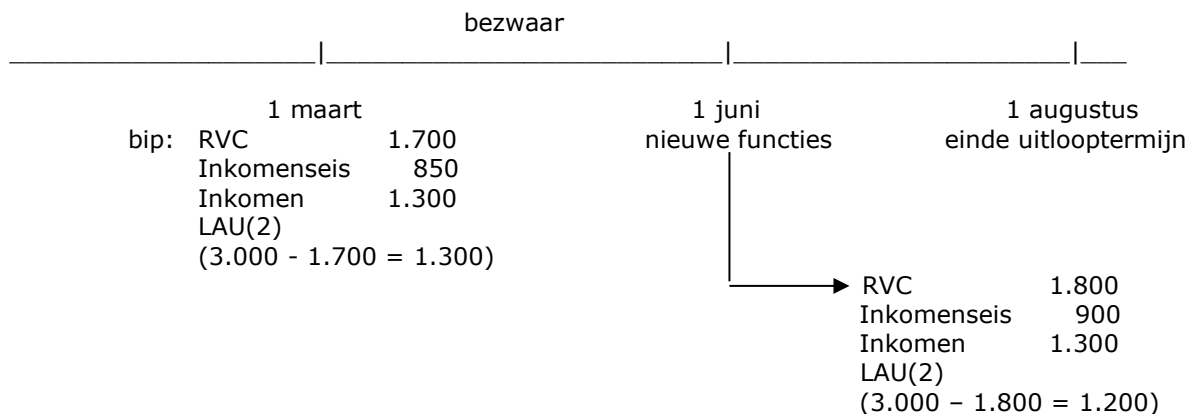 bezwaar
1 maart
bip: RVC 1.700
Inkomenseis 850
Inkomen 1.300
LAU(2)
(3.000 - 1.700 = 1.300)
1 juni
nieuwe functies
1 augustus
einde uitlooptermijn
RVC 1.800
Inkomenseis 900
Inkomen 1.300
LAU(2)
(3.000 – 1.800 = 1.200)